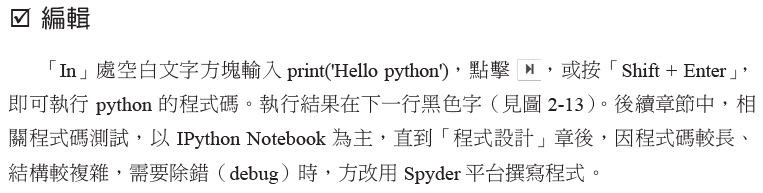 ☑ 編輯
「In」處空白文字方塊輸入 print('Hello python')，點擊 ⏯，或按「Shift + Enter」，
即可執行 python 的程式碼。執行結果在下一行黑色字（見圖 2-13）。後續章節中，相
關程式碼測試，以 IPython Notebook 為主，直到「程式設計」章後，因程式碼較長、
結構較複雜，需要除錯（debug）時，方改用 Spyder 平台撰寫程式。